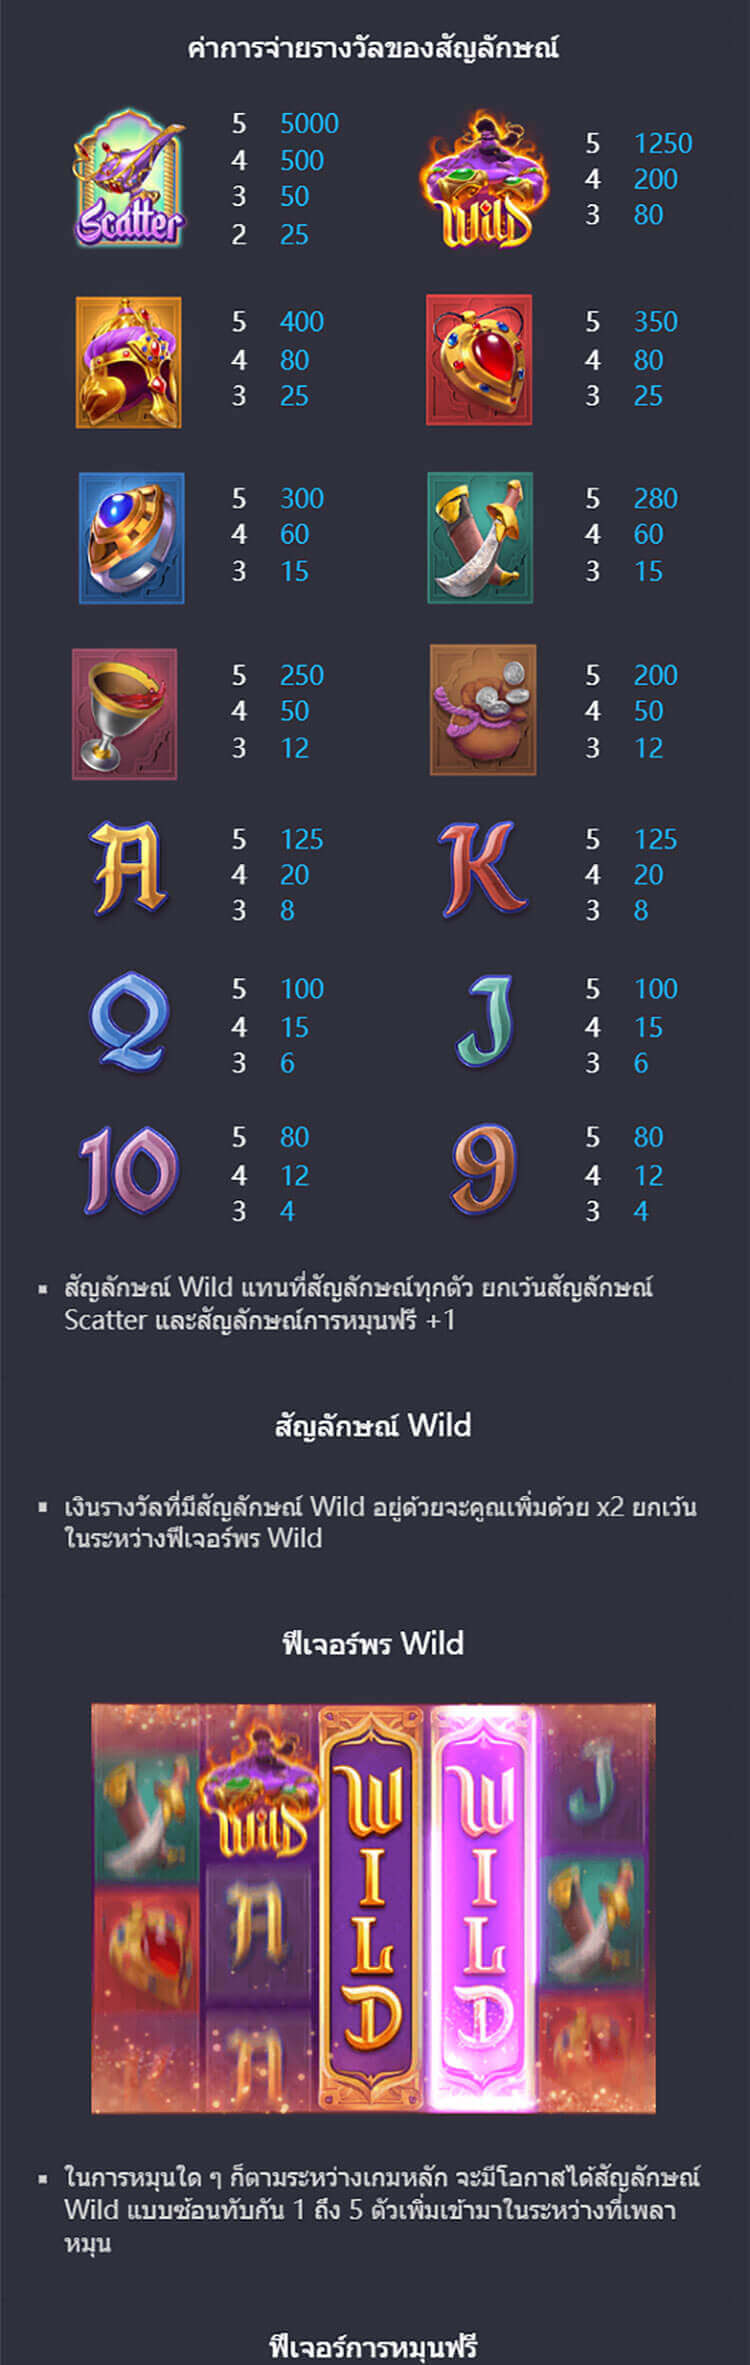 ค่าการจ่ายรางวัลของสัญลักษณ์
Scatter
5 5000
4 500
3 50
2 25
Wild
5 1250
4 200
3 80
5 400
4 80
3 25
5 350
4 80
3 25
5 300
4 60
3 15
5 280
4 60
3 15
5 250
4 50
3 12
5 200
4 50
3 12
A
5 125
4 20
3 8
K
5 125
4 20
3 8
Q
5 100
4 15
3 6
J
5 100
4 15
3 6
10
5 80
4 12
3 4
9
5 80
4 12
3 4
▪ สัญลักษณ์ Wild แทนที่สัญลักษณ์ทุกตัว ยกเว้นสัญลักษณ์
Scatter และสัญลักษณ์การหมุนฟรี +1
สัญลักษณ์ Wild
▪ เงินรางวัลที่มีสัญลักษณ์ Wild อยู่ด้วยจะคูณเพิ่มด้วย x2 ยกเว้น
ในระหว่างฟีเจอร์พร Wild
ฟีเจอร์พร Wild
Wild
A
A
WILD
WILD
J
▪ ในการหมุนใด ๆ ก็ตามระหว่างเกมหลัก จะมีโอกาสได้สัญลักษณ์
Wild แบบซ้อนทับกัน 1 ถึง 5 ตัวเพิ่มเข้ามาในระหว่างที่เพลา
หมุน
ฟีเจอร์การหมุนฟรี